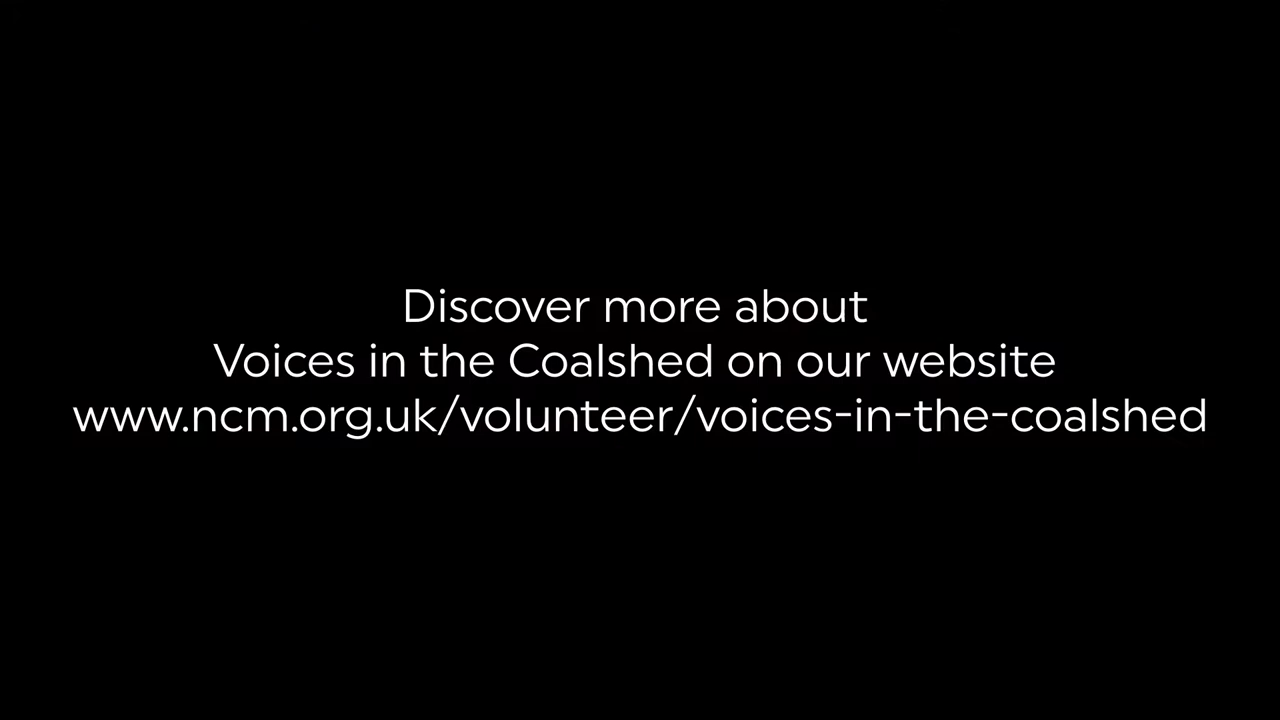 Discover more about
Voices in the Coalshed on our website
www.ncm.org.uk/volunteer/voices-in-the-coalshed